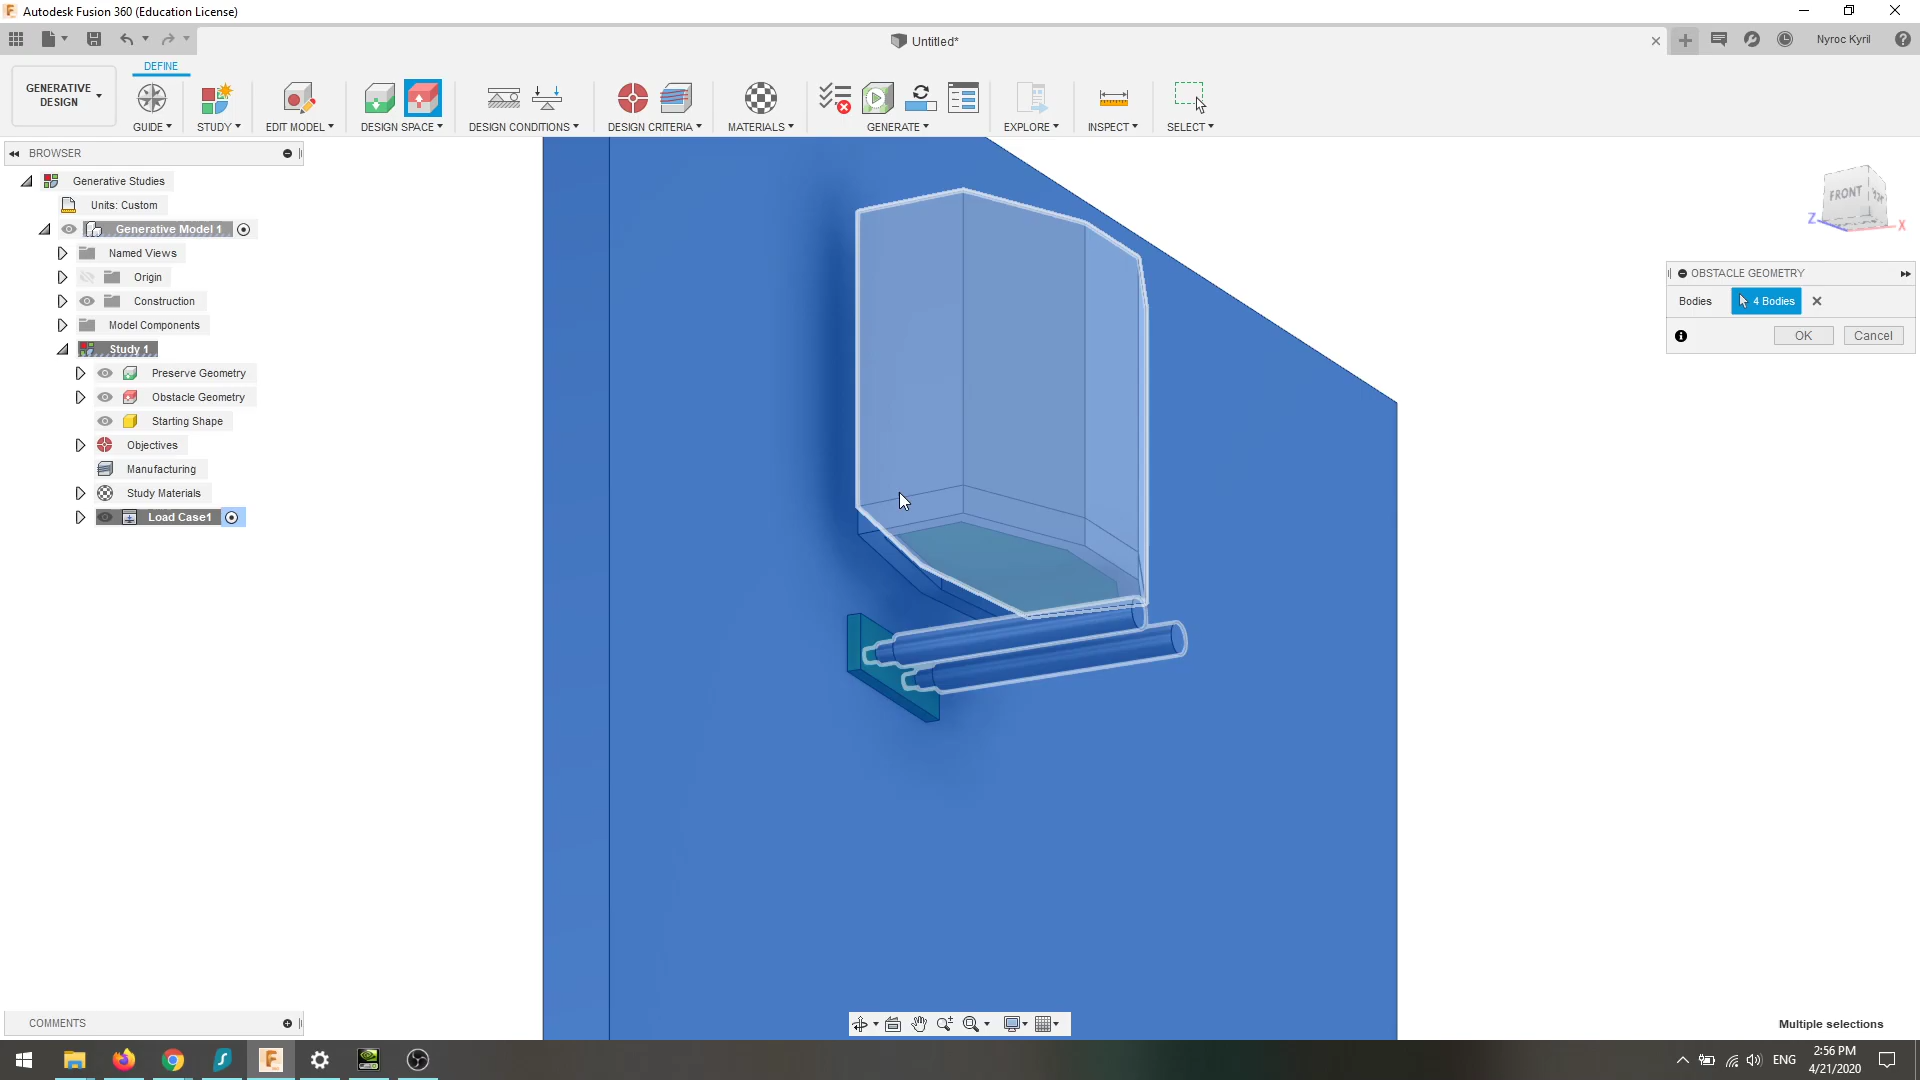 Autodesk Fusion 360 (Education License)
Untitled*
Nyroc Kyril
DEFINE
GENERATIVE
DESIGN
GUIDE
STUDY
EDIT MODEL
DESIGN SPACE
DESIGN CONDITIONS
DESIGN CRITERIA
MATERIALS
GENERATE
EXPLORE
INSPECT
SELECT
BROWSER
Generative Studies
Units: Custom
Generative Model 1
Named Views
Origin
Construction
Model Components
Study 1
Preserve Geometry
Obstacle Geometry
Starting Shape
Objectives
Manufacturing
Study Materials
Load Case1
FRONT
Z
X
OBSTACLE GEOMETRY
Bodies
4 Bodies
OK
Cancel
COMMENTS
Multiple selections
ENG
2:56 PM
4/21/2020